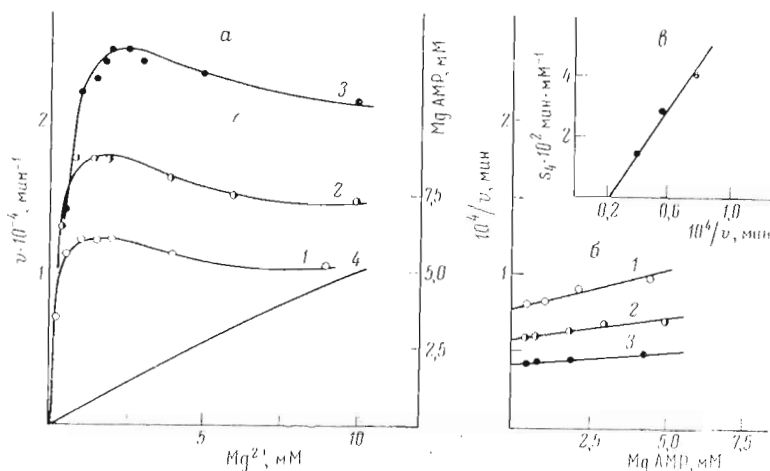 а
3
2
1
4
2
1
v·10⁻⁴, мин⁻¹
5
10
Mg²⁺, мМ
Mg АМР, мМ
7,5
5,0
2,5
б
1
2
3
2
1
10⁴/v, мин
2,5
5,0
7,5
Mg АМР, мМ
в
S₄·10² мин·мМ⁻¹
4
2
0,2
0,6
1,0
10⁴/v, мин